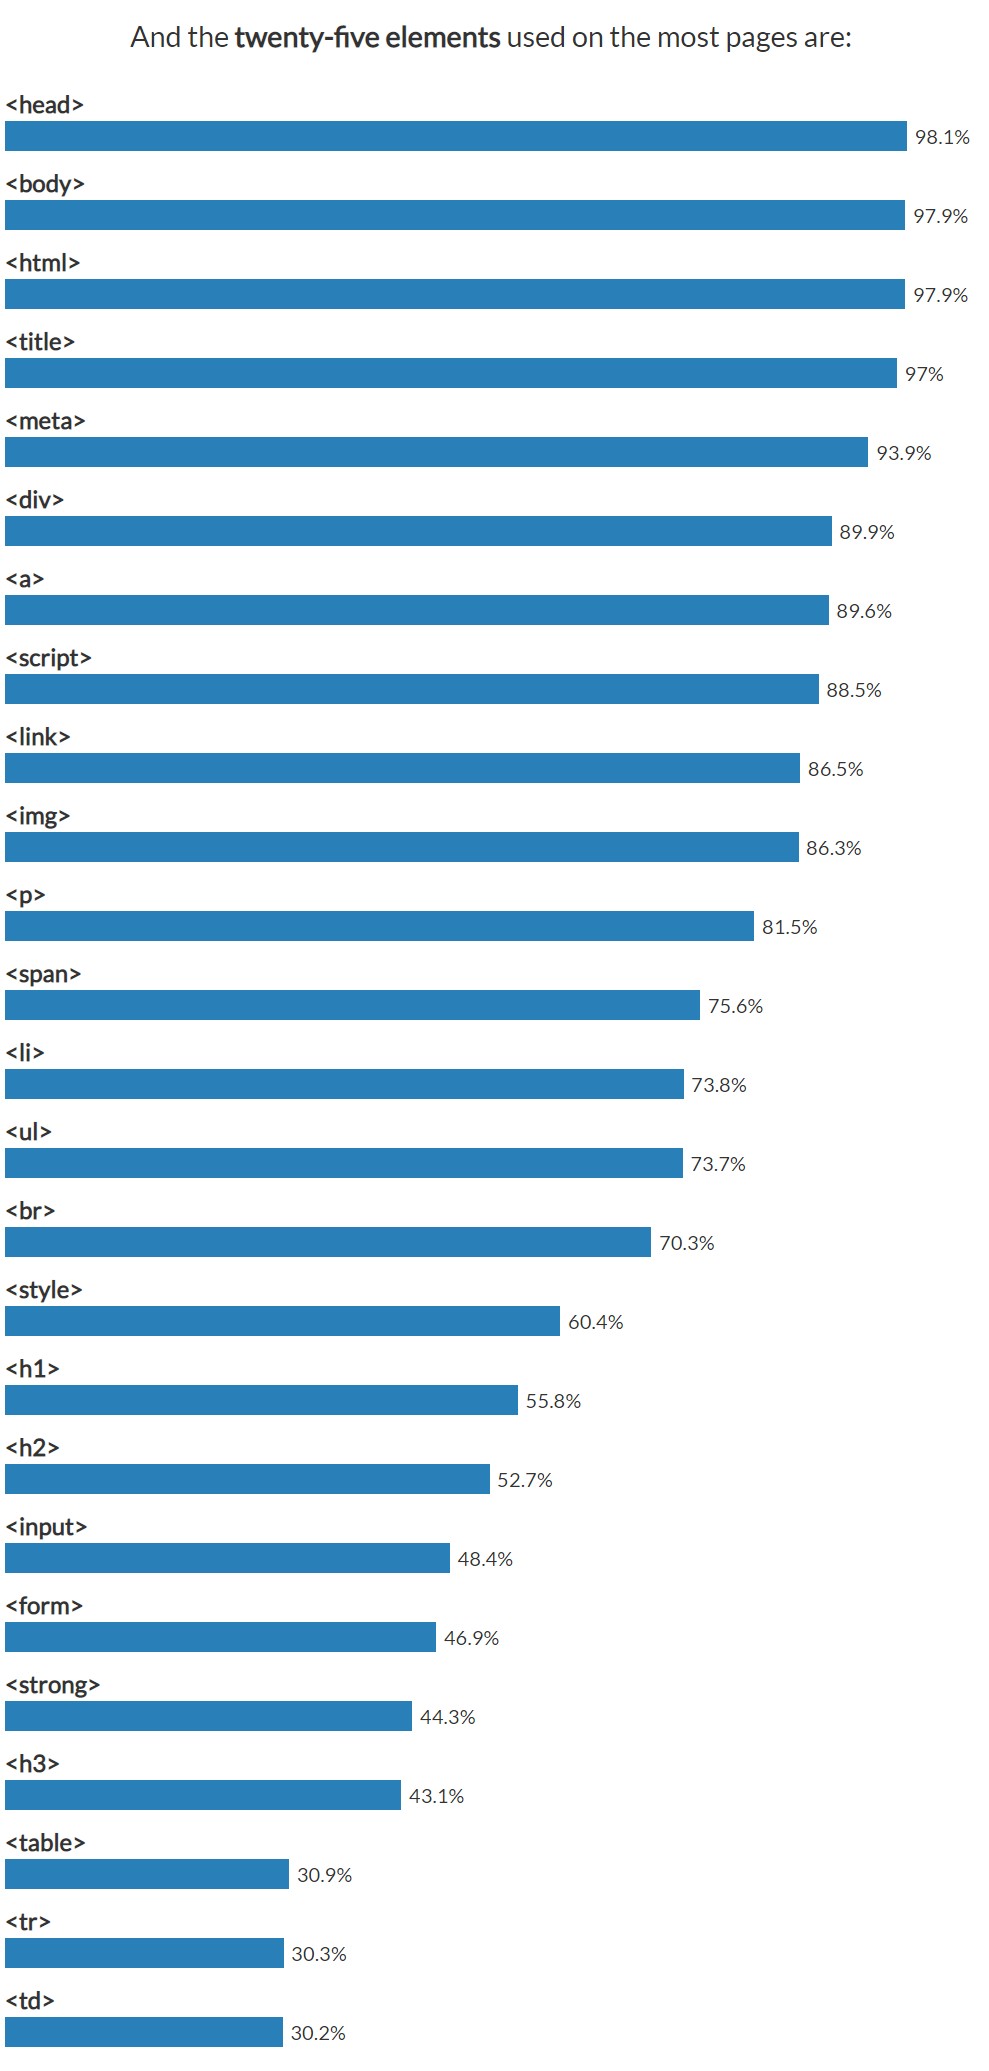 And the twenty-five elements used on the most pages are:
<head>
98.1%
<body>
97.9%
<html>
97.9%
<title>
97%
<meta>
93.9%
<div>
89.9%
<a>
89.6%
<script>
88.5%
<link>
86.5%
<img>
86.3%
<p>
81.5%
<span>
75.6%
<li>
73.8%
<ul>
73.7%
<br>
70.3%
<style>
60.4%
<h1>
55.8%
<h2>
52.7%
<input>
48.4%
<form>
46.9%
<strong>
44.3%
<h3>
43.1%
<table>
30.9%
<tr>
30.3%
<td>
30.2%